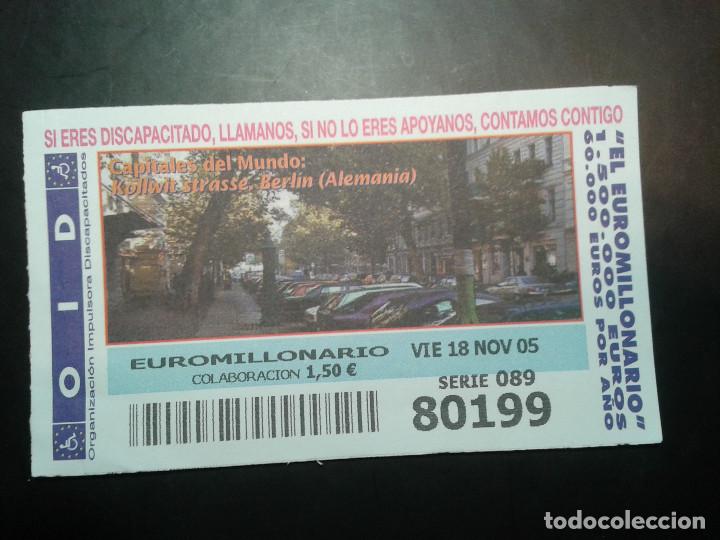 SI ERES DISCAPACITADO, LLAMANOS, SI NO LO ERES APOYANOS, CONTAMOS CONTIGO
Capitales del Mundo:
Kollwit strasse, Berlin (Alemania)
OID
Organización Impulsora Discapacitados
EUROMILLONARIO VIE 18 NOV 05
COLABORACION 1,50 €
SERIE 089
80199
"EL EUROMILLONARIO"
1.500.000 EUROS
60.000 EUROS POR AÑO
todocoleccion